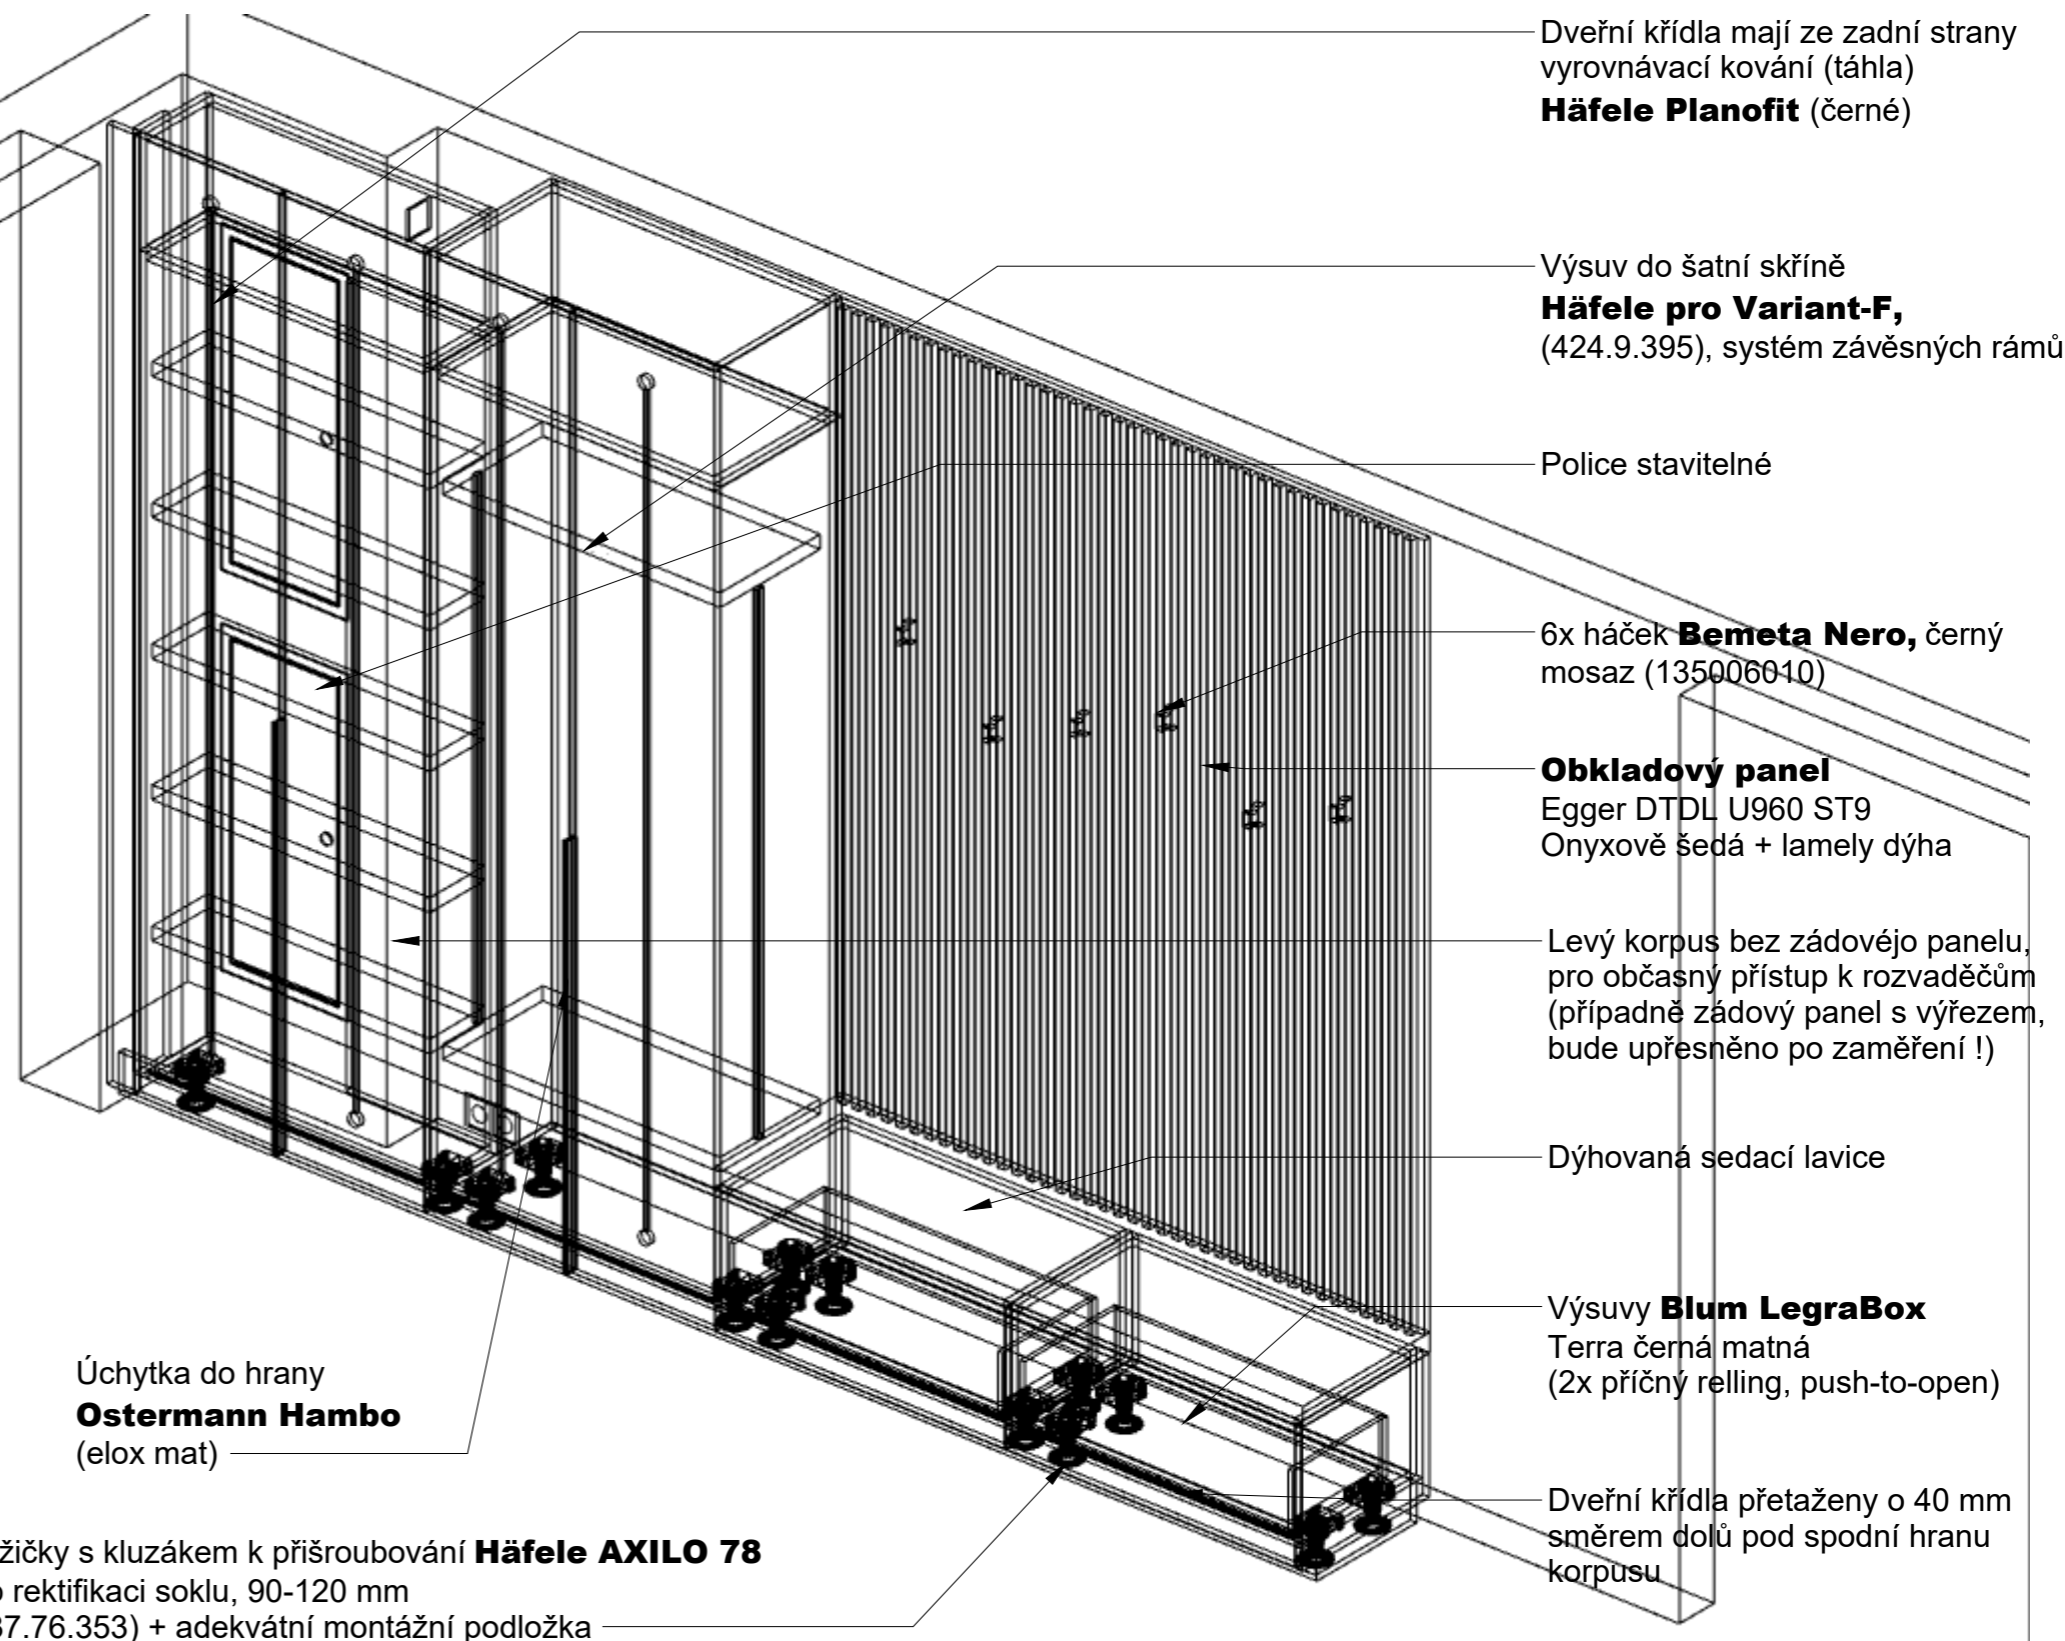 Dveřní křídla mají ze zadní strany
vyrovnávací kování (táhla)
Häfele Planofit (černé)
Výsuv do šatní skříně
Häfele pro Variant-F,
(424.9.395), systém závěsných rámů
Police stavitelné
6x háček Bemeta Nero, černý
mosaz (135006010)
Obkladový panel
Egger DTDL U960 ST9
Onyxově šedá + lamely dýha
Levý korpus bez zádovéjo panelu,
pro občasný přístup k rozvaděčům
(případně zádový panel s výřezem,
bude upřesněno po zaměření !)
Dýhovaná sedací lavice
Výsuvy Blum LegraBox
Terra černá matná
(2x příčný relling, push-to-open)
Dveřní křídla přetaženy o 40 mm
směrem dolů pod spodní hranu
korpusu
Úchytka do hrany
Ostermann Hambo
(elox mat)
žičky s kluzákem k přišroubování Häfele AXILO 78
o rektifikaci soklu, 90-120 mm
37.76.353) + adekvátní montážní podložka